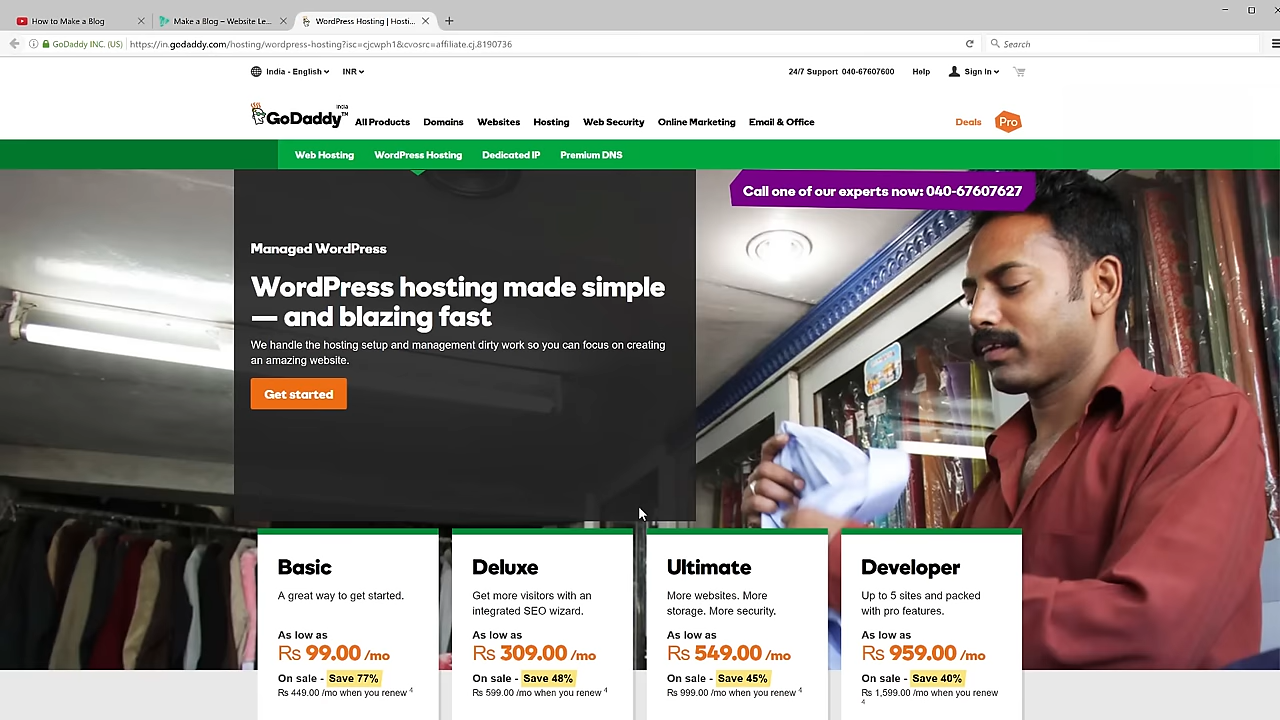 How to Make a Blog
Make a Blog – Website Le...
WordPress Hosting | Hosti...
GoDaddy INC. (US)
https://in.godaddy.com/hosting/wordpress-hosting?isc=cjcwph1&cvosrc=affiliate.cj.8190736
Search
India - English
INR
24/7 Support 040-67607600
Help
Sign In
GoDaddy™ India
All Products
Domains
Websites
Hosting
Web Security
Online Marketing
Email & Office
Deals
Pro
Web Hosting
WordPress Hosting
Dedicated IP
Premium DNS
Call one of our experts now: 040-67607627
Managed WordPress
WordPress hosting made simple
— and blazing fast
We handle the hosting setup and management dirty work so you can focus on creating
an amazing website.
Get started
Basic
A great way to get started.
As low as
Rs 99.00 /mo
On sale - Save 77%
Rs 449.00 /mo when you renew 4
Deluxe
Get more visitors with an
integrated SEO wizard.
As low as
Rs 309.00 /mo
On sale - Save 48%
Rs 599.00 /mo when you renew 4
Ultimate
More websites. More
storage. More security.
As low as
Rs 549.00 /mo
On sale - Save 45%
Rs 999.00 /mo when you renew 4
Developer
Up to 5 sites and packed
with pro features.
As low as
Rs 959.00 /mo
On sale - Save 40%
Rs 1,599.00 /mo when you renew
4